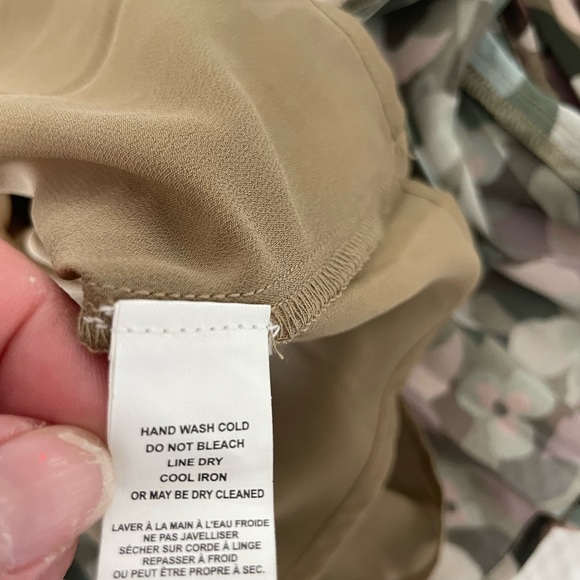 HAND WASH COLD
DO NOT BLEACH
LINE DRY
COOL IRON
OR MAY BE DRY CLEANED
LAVER À LA MAIN À L'EAU FROIDE
NE PAS JAVELLISER
SÉCHER SUR CORDE À LINGE
REPASSER À FROID
OU PEUT ÊTRE PROPRE À SEC.